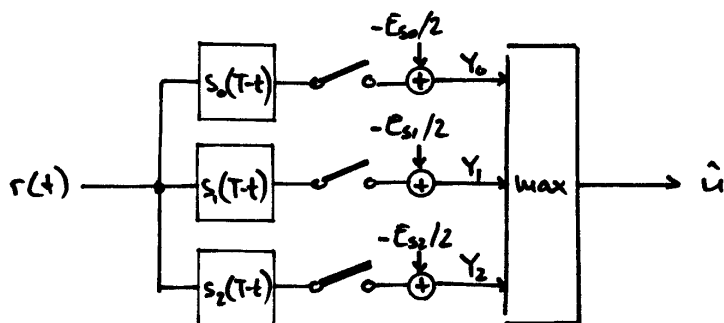 -Es₀/2
s₀(T-t)
+
Y₀
-Es₁/2
r(t)
s₁(T-t)
+
Y₁
max
û
-Es₂/2
s₂(T-t)
+
Y₂